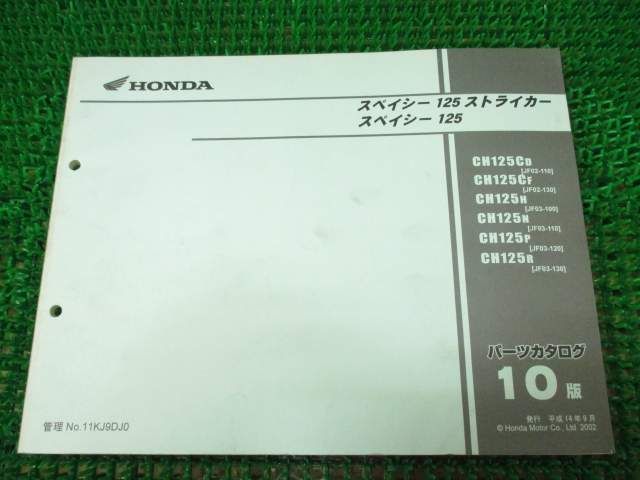 HONDA
スペイシー 125 ストライカー
スペイシー 125
CH125CD
[JF02-110]
CH125CF
[JF02-130]
CH125H
[JF03-100]
CH125N
[JF03-110]
CH125P
[JF03-120]
CH125R
[JF03-130]
パーツカタログ
10 版
発行 平成 14 年 9 月
© Honda Motor Co., Ltd. 2002
管理 No.11KJ9DJ0